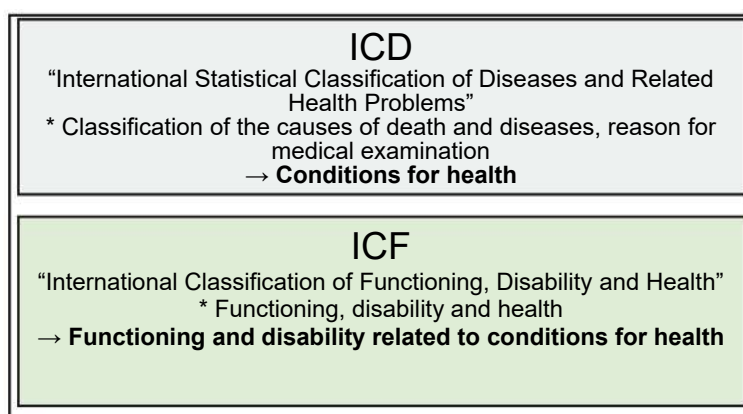 ICD
“International Statistical Classification of Diseases and Related
Health Problems”
* Classification of the causes of death and diseases, reason for
medical examination
→ Conditions for health
ICF
“International Classification of Functioning, Disability and Health”
* Functioning, disability and health
→ Functioning and disability related to conditions for health